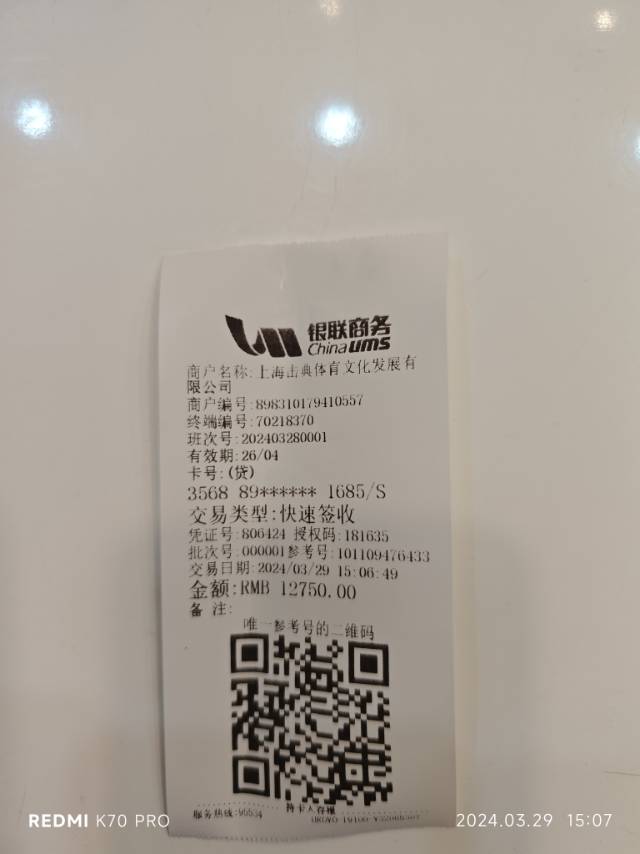 银联商务
China ums
商户名称:上海击典体育文化发展有
限公司
商户编号:898310179410557
终端编号:70218370
班次号:202403280001
有效期:26/04
卡号:(贷)
3568 89****** 1685/S
交易类型:快速签收
凭证号:806424 授权码:181635
批次号:000001参考号:101109476433
交易日期:2024/03/29 15:06:49
金额:RMB 12750.00
备 注:
唯一参考号的二维码
持卡人存根
服务热线:95534
REDMI K70 PRO
2024.03.29 15:07